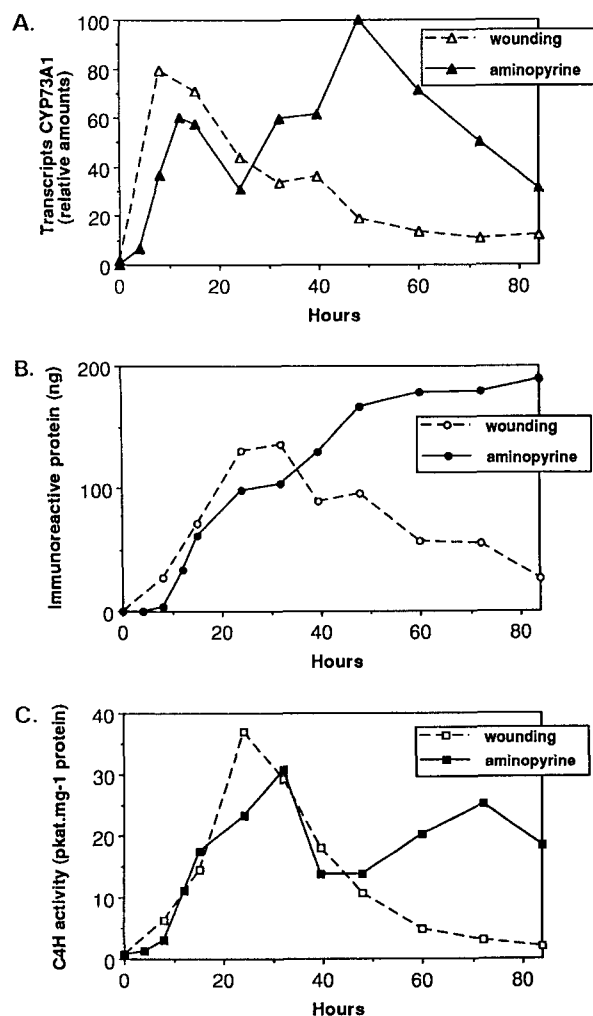 A.
Transcripts CYP73A1
(relative amounts)
100
80
60
40
20
0
wounding
aminopyrine
0 20 40 60 80
Hours
B.
Immunoreactive protein (ng)
200
100
0
wounding
aminopyrine
0 20 40 60 80
Hours
C.
C4H activity (pkat.mg-1 protein)
40
30
20
10
0
wounding
aminopyrine
0 20 40 60 80
Hours